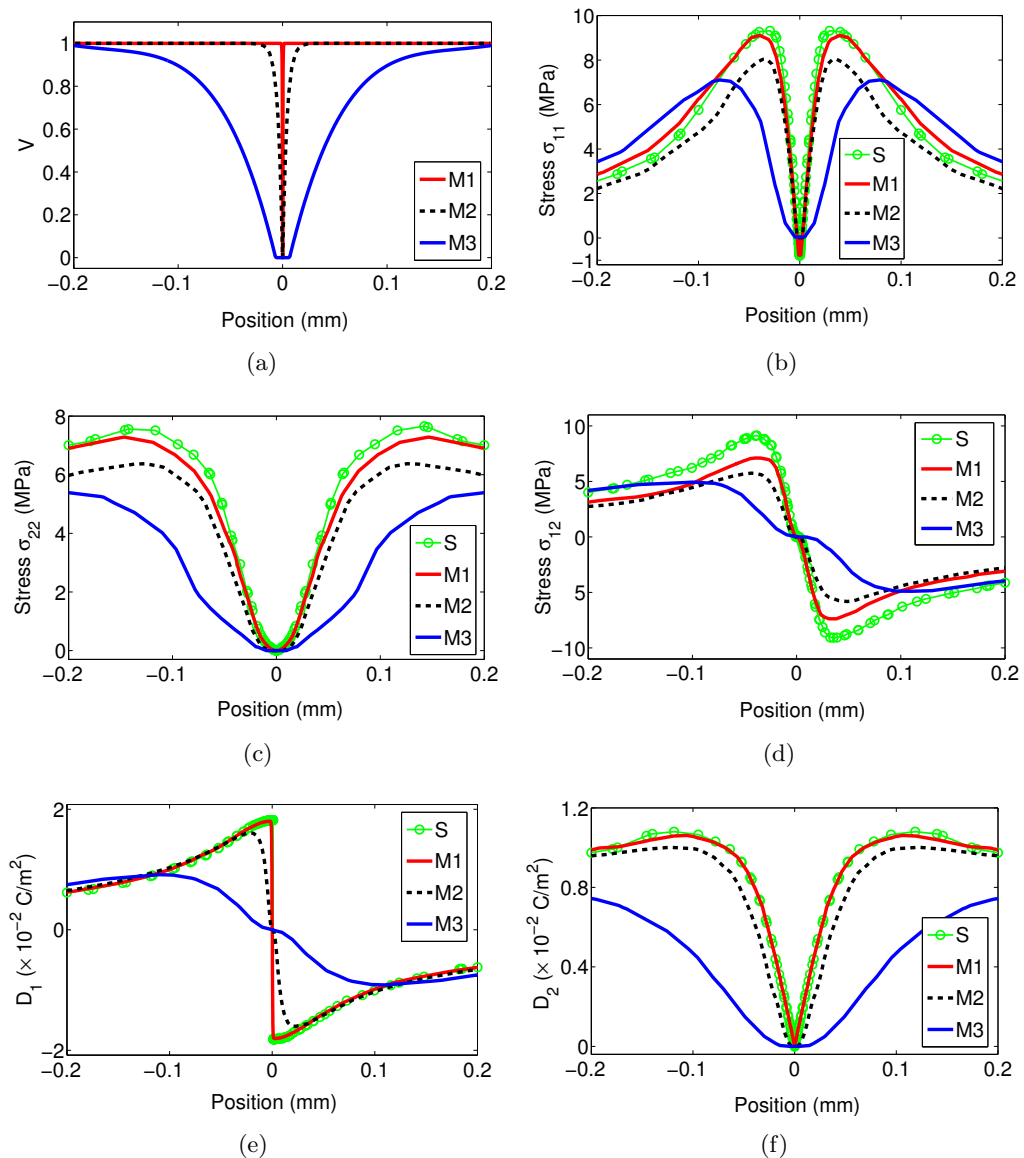 1
0.8
0.6
0.4
0.2
0
V
M1
M2
M3
−0.2 −0.1 0 0.1 0.2
Position (mm)
(a)
10
8
6
4
2
0
−1
Stress σ11 (MPa)
S
M1
M2
M3
−0.2 −0.1 0 0.1 0.2
Position (mm)
(b)
8
6
4
2
0
Stress σ22 (MPa)
S
M1
M2
M3
−0.2 −0.1 0 0.1 0.2
Position (mm)
(c)
10
5
0
−5
−10
Stress σ12 (MPa)
S
M1
M2
M3
−0.2 −0.1 0 0.1 0.2
Position (mm)
(d)
2
1
0
−1
−2
D1 (× 10−2 C/m2)
S
M1
M2
M3
−0.2 −0.1 0 0.1 0.2
Position (mm)
(e)
1.2
0.8
0.4
0
D2 (× 10−2 C/m2)
S
M1
M2
M3
−0.2 −0.1 0 0.1 0.2
Position (mm)
(f)